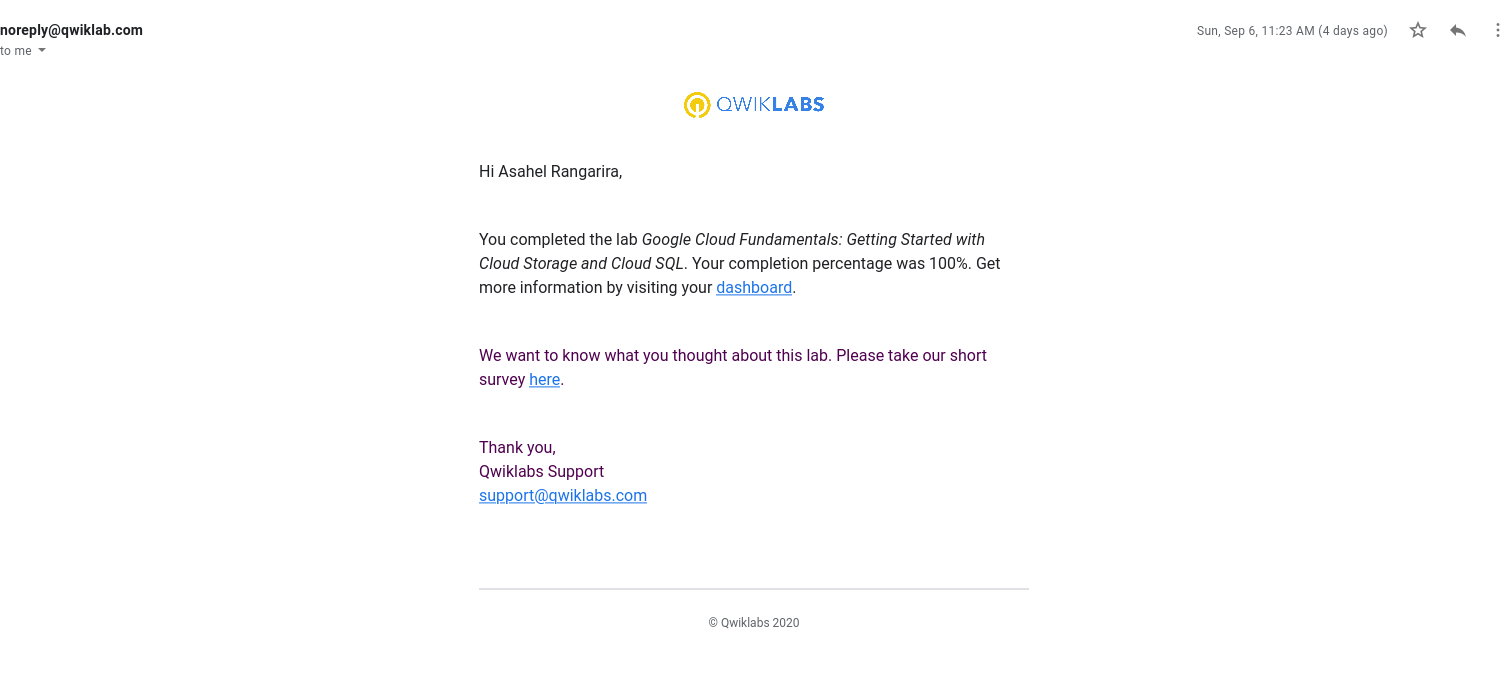 noreply@qwiklab.com
Sun, Sep 6, 11:23 AM (4 days ago)
to me
QWIKLABS
Hi Asahel Rangarira,
You completed the lab Google Cloud Fundamentals: Getting Started with
Cloud Storage and Cloud SQL. Your completion percentage was 100%. Get
more information by visiting your dashboard.
We want to know what you thought about this lab. Please take our short
survey here.
Thank you,
Qwiklabs Support
support@qwiklabs.com
© Qwiklabs 2020